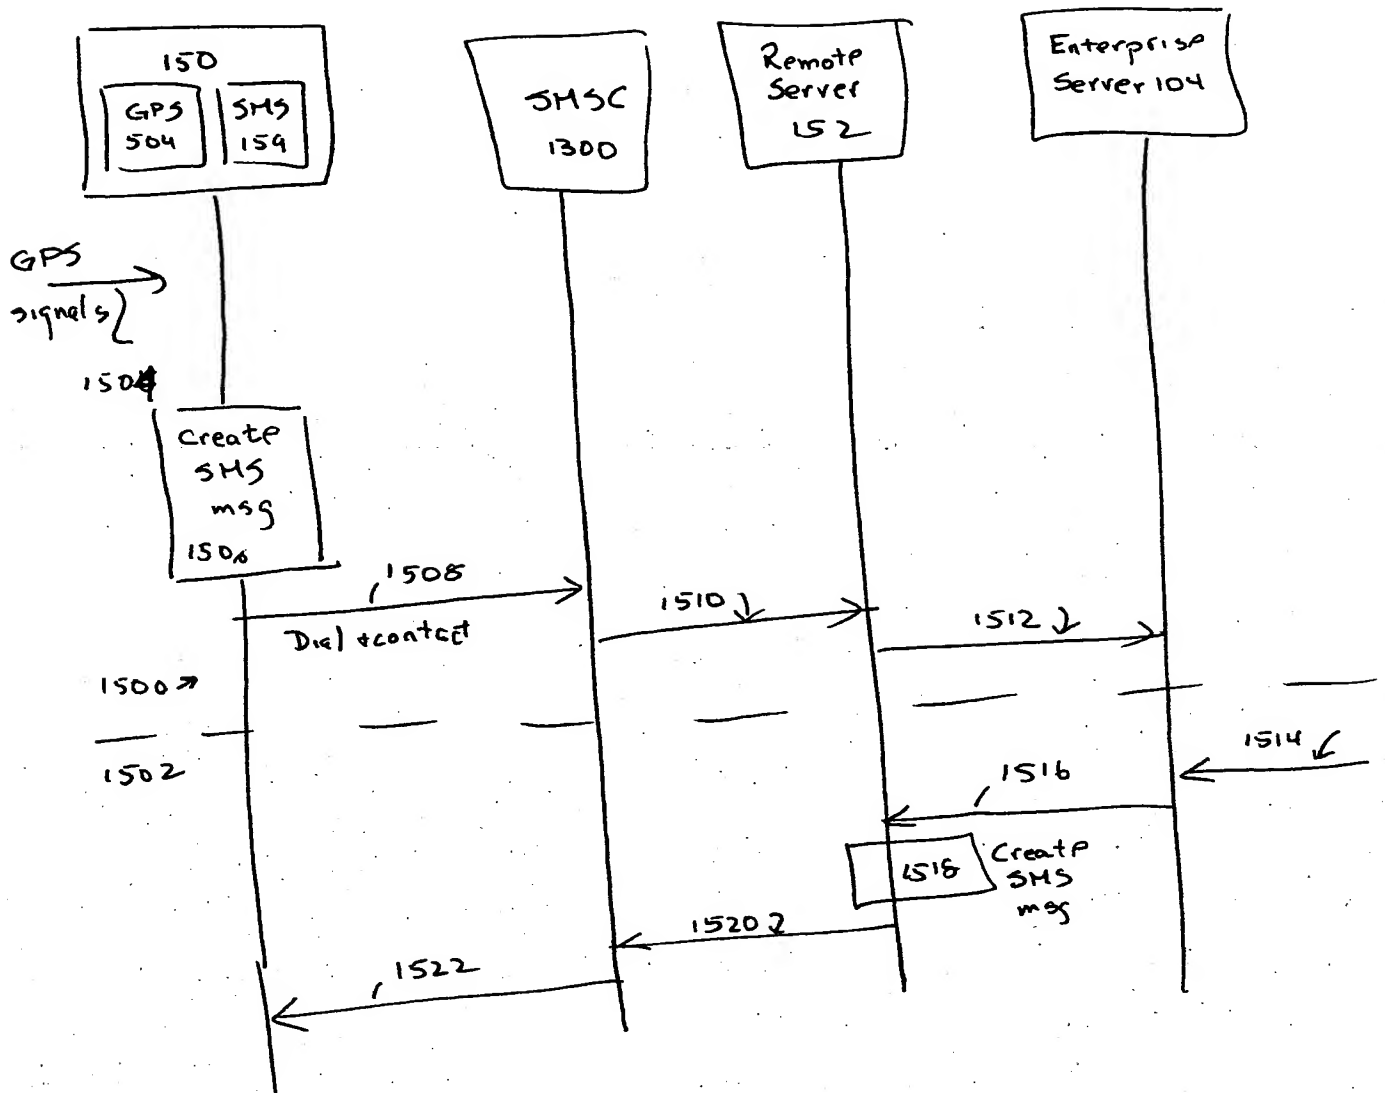 150
GPS
504
SMS
159
SMSC
1300
Remote
Server
152
Enterprise
Server 104
GPS
signals
1504
Create
SMS
msg
1506
1508
Dial & contact
1510
1512
1500
1502
1514
1516
1518
Create
SMS
msg
1520
1522